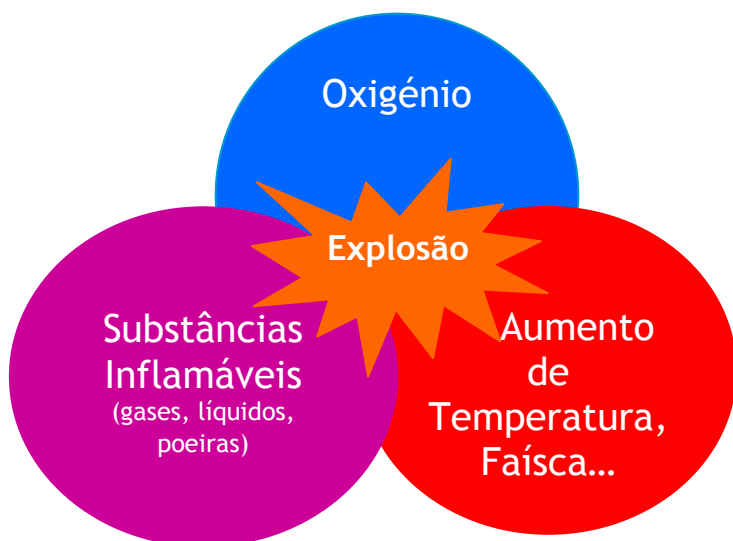 Oxigénio
Explosão
Substâncias
Inflamáveis
(gases, líquidos,
poeiras)
Aumento
de
Temperatura,
Faísca…